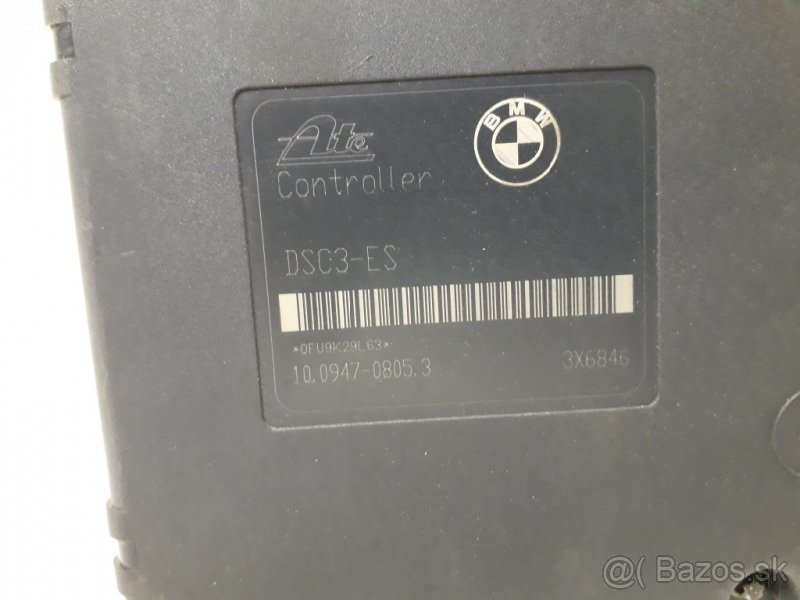 Ate
BMW
Controller
DSC3-ES
*0FU9K29L63*
10.0947-0805.3 3X6846
@ Bazos.sk